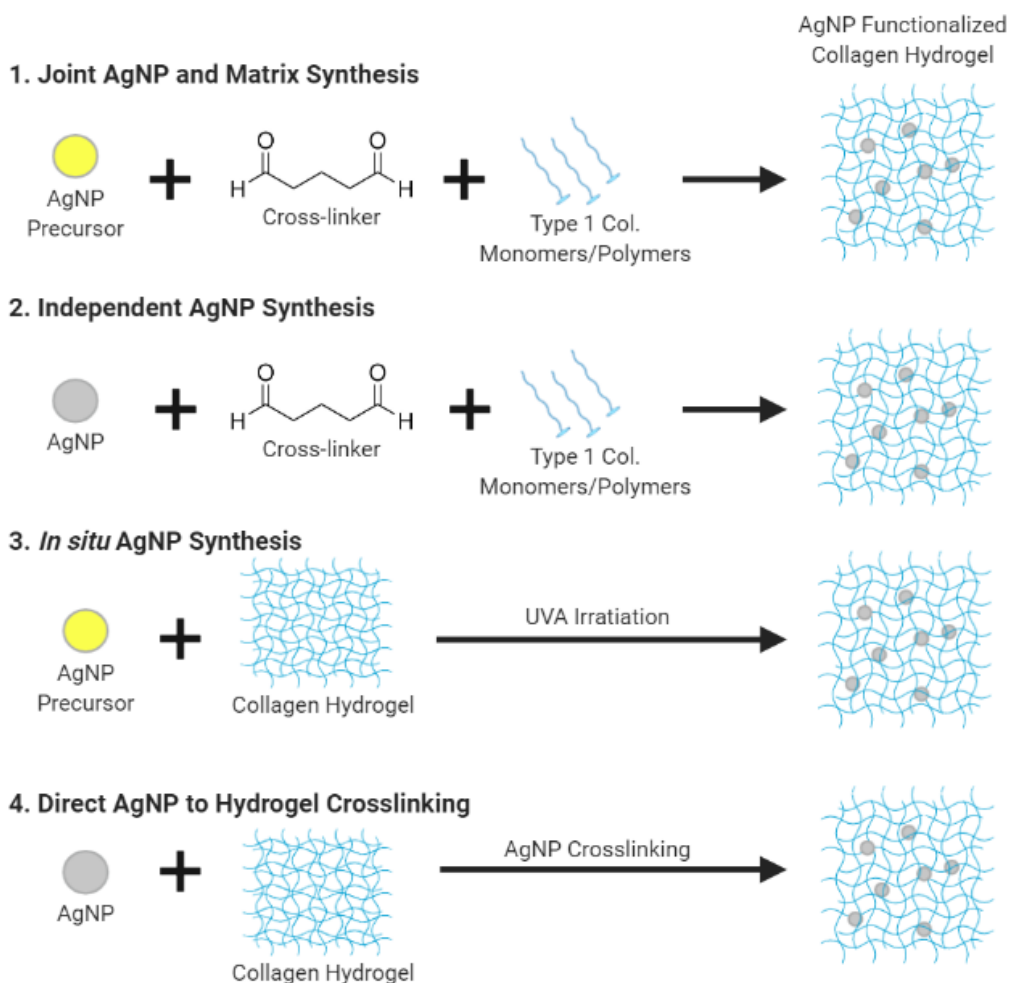 AgNP Functionalized
Collagen Hydrogel
1. Joint AgNP and Matrix Synthesis
O O
H H
AgNP
Precursor
Cross-linker
Type 1 Col.
Monomers/Polymers
2. Independent AgNP Synthesis
O O
H H
AgNP
Cross-linker
Type 1 Col.
Monomers/Polymers
3. In situ AgNP Synthesis
UVA Irratiation
AgNP
Precursor
Collagen Hydrogel
4. Direct AgNP to Hydrogel Crosslinking
AgNP Crosslinking
AgNP
Collagen Hydrogel